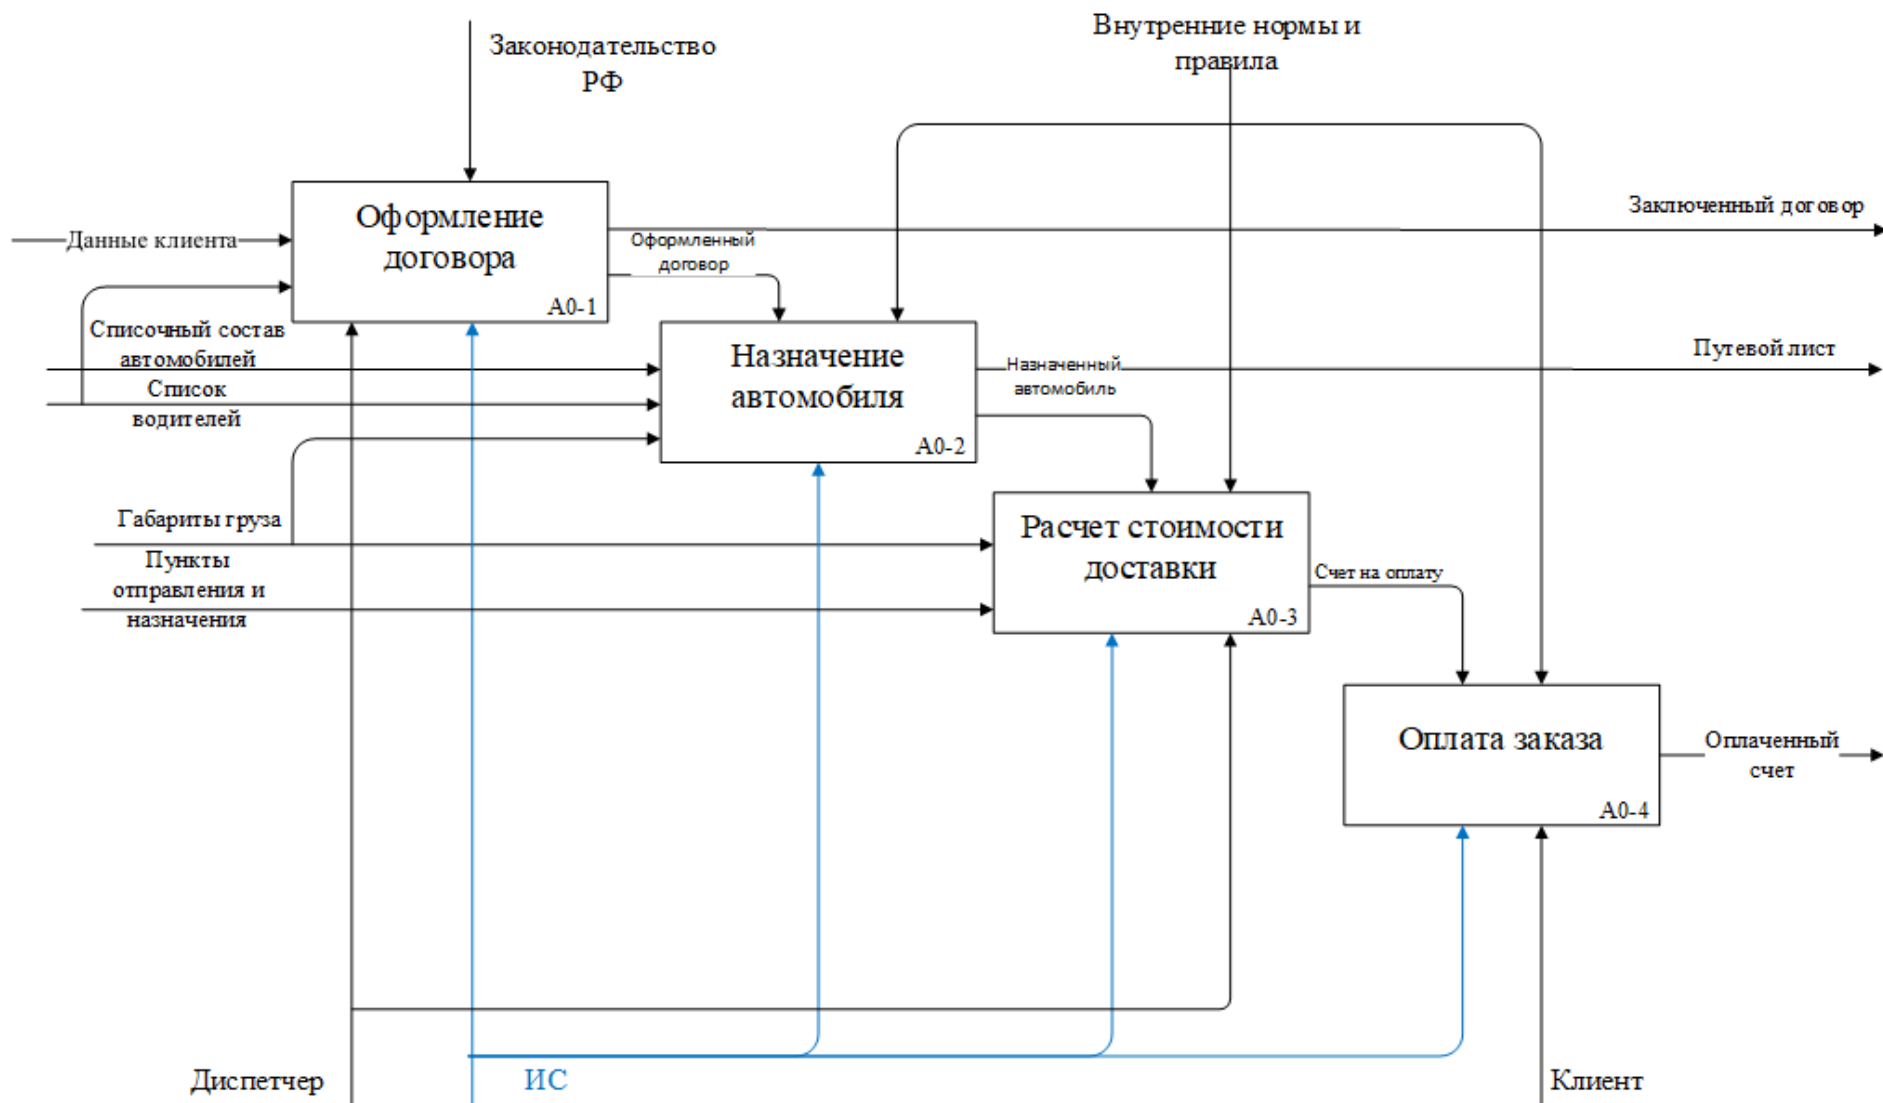 Законодательство
РФ
Внутренние нормы и
правила
Оформление
договора
A0-1
Данные клиента
Заключенный договор
Оформленный
договор
Списочный состав
автомобилей
Список
водителей
Назначение
автомобиля
A0-2
Назначенный
автомобиль
Путевой лист
Габариты груза
Пункты
отправления и
назначения
Расчет стоимости
доставки
A0-3
Счет на оплату
Оплата заказа
A0-4
Оплаченный
счет
Диспетчер
ИС
Клиент